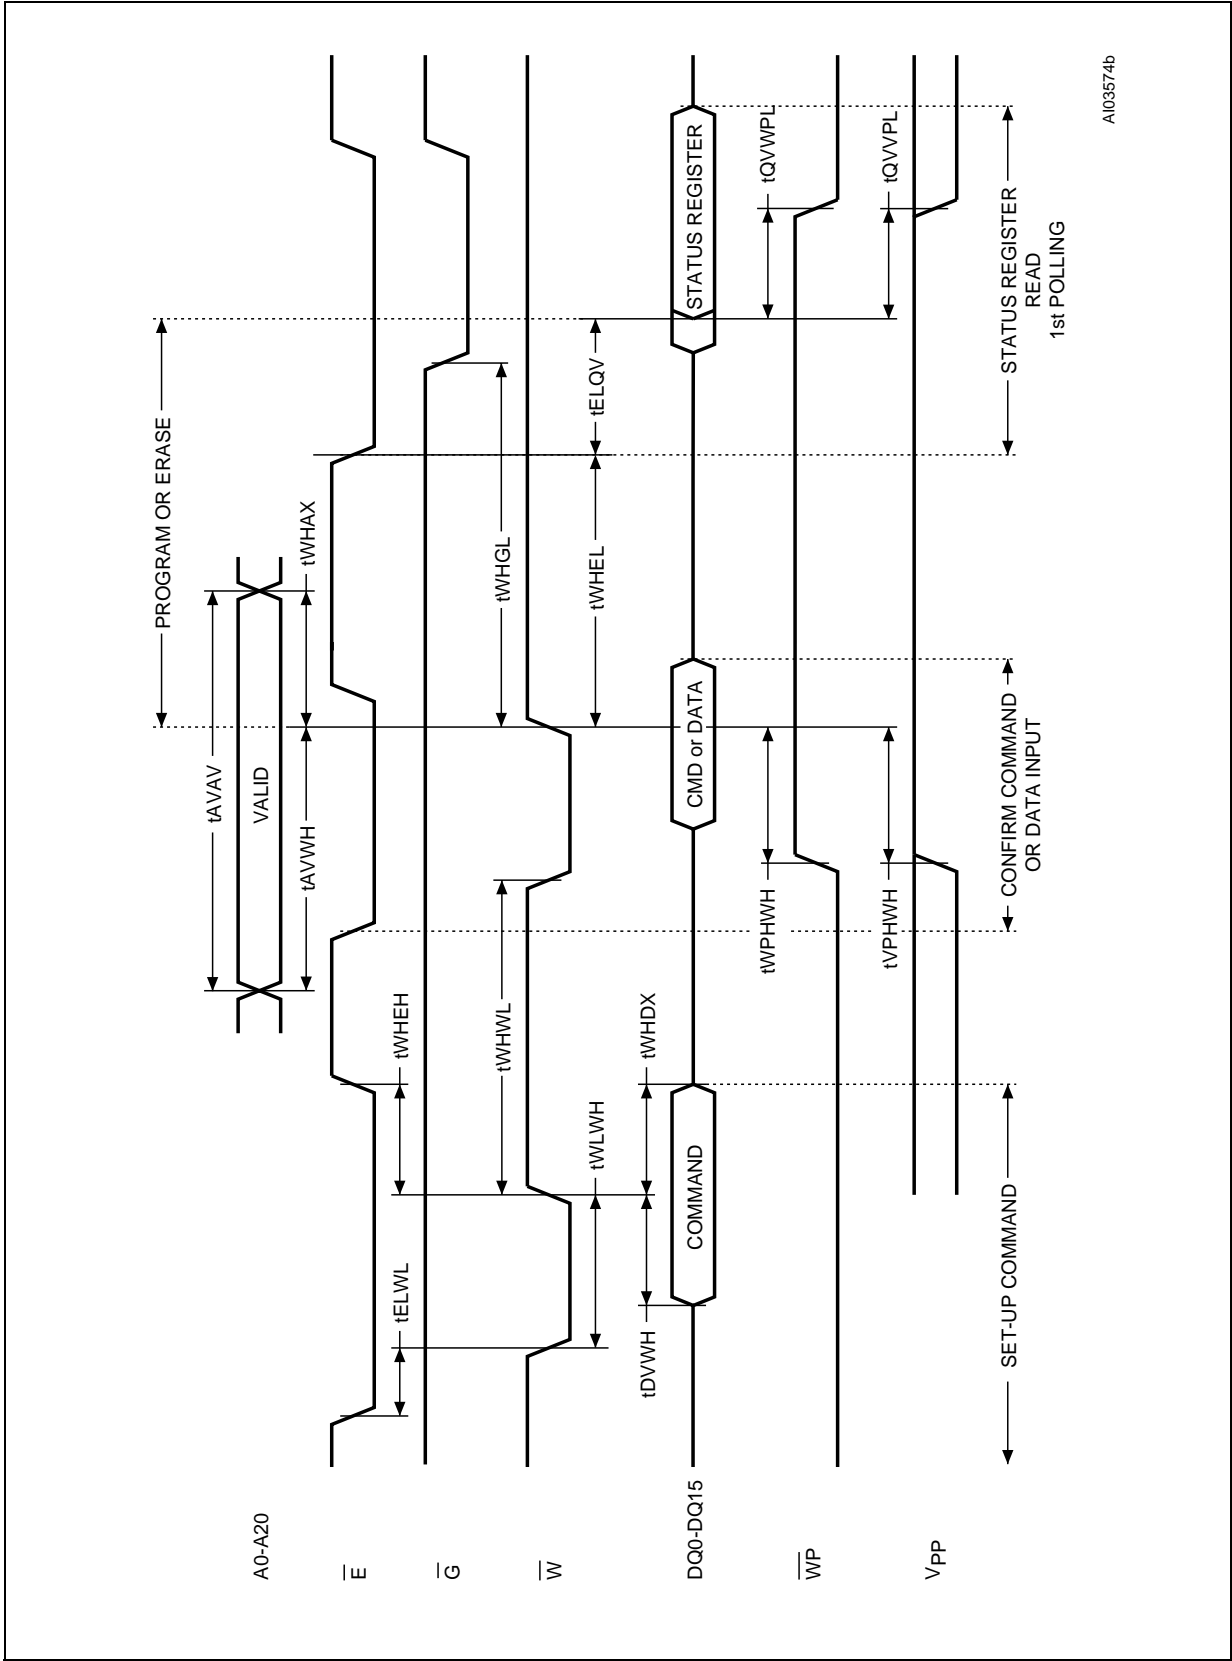 PROGRAM OR ERASE
tAVAV
A0-A20
VALID
tAVWH
tWHAX
E
tELWL
tWHEH
G
tWHWL
tWHGL
W
tWLWH
tWHEL
tELQV
tDVWH
tWHDX
DQ0-DQ15
COMMAND
CMD or DATA
STATUS REGISTER
tWPHWH
tQVWPL
WP
tVPHWH
tQVVPL
VPP
SET-UP COMMAND
CONFIRM COMMAND
OR DATA INPUT
STATUS REGISTER
READ
1st POLLING
AI03574b